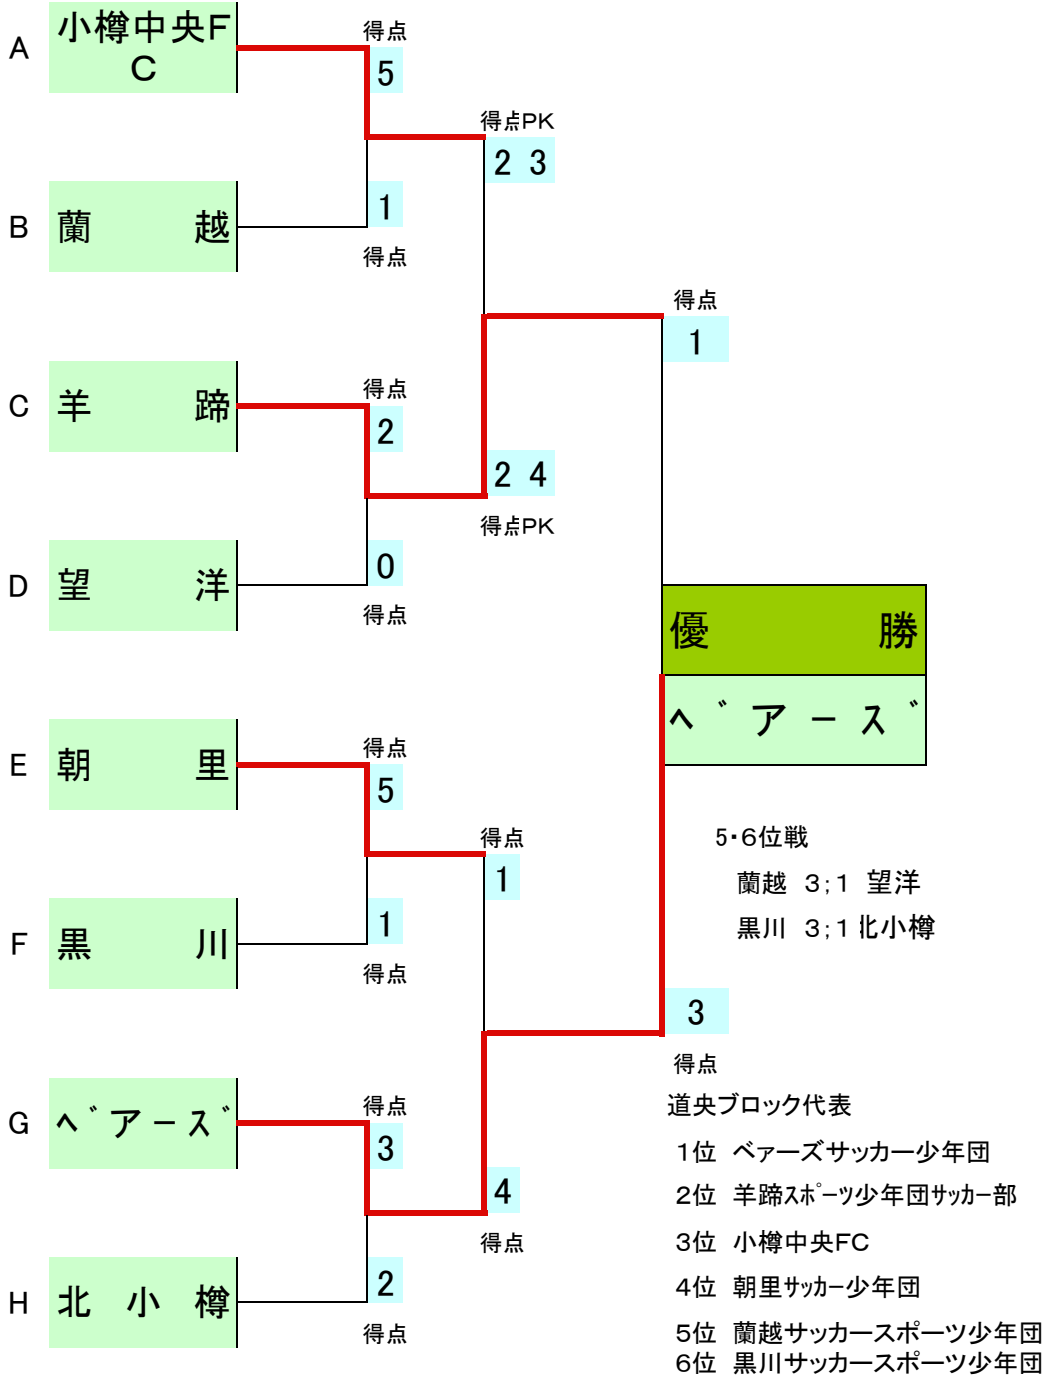 A
小樽中央F
C
得点
5
得点PK
2 3
B
蘭 越
1
得点
得点
1
C
羊 蹄
得点
2
2 4
得点PK
D
望 洋
0
得点
優 勝
ベアーズ
E
朝 里
得点
5
得点
1
5・6位戦
蘭越 3;1 望洋
黒川 3;1 北小樽
F
黒 川
1
得点
3
得点
道央ブロック代表
G
ベアーズ
得点
3
4
得点
1位 ベァーズサッカー少年団
2位 羊蹄スポーツ少年団サッカー部
3位 小樽中央FC
4位 朝里サッカー少年団
5位 蘭越サッカースポーツ少年団
6位 黒川サッカースポーツ少年団
H
北 小 樽
2
得点